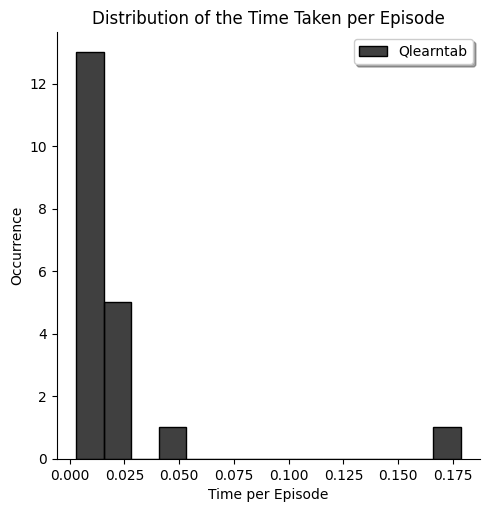 Distribution of the Time Taken per Episode
Qlearntab
Occurrence
12
10
8
6
4
2
0
0.000 0.025 0.050 0.075 0.100 0.125 0.150 0.175
Time per Episode